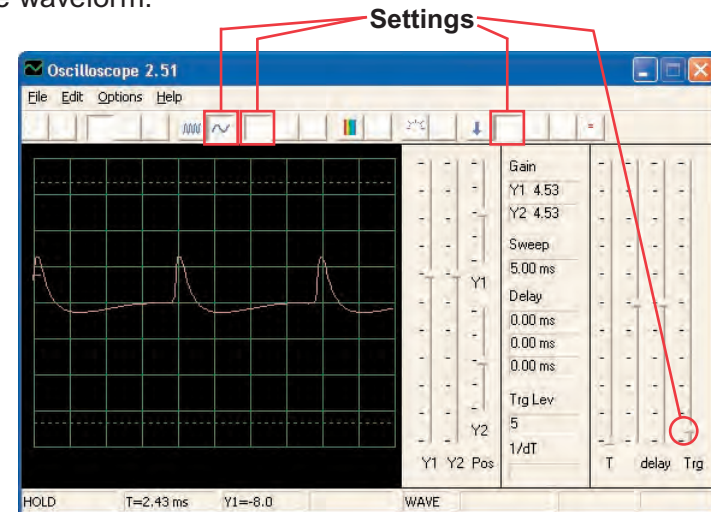 e waveform.
Settings
Oscilloscope 2.51
File Edit Options Help
Gain
Y1 4.53
Y2 4.53
Sweep
5.00 ms
Delay
0.00 ms
0.00 ms
0.00 ms
Trg Lev
5
1/dT
Y1
Y2
Y1 Y2 Pos
T delay Trg
HOLD T=2.43 ms Y1=-8.0 WAVE